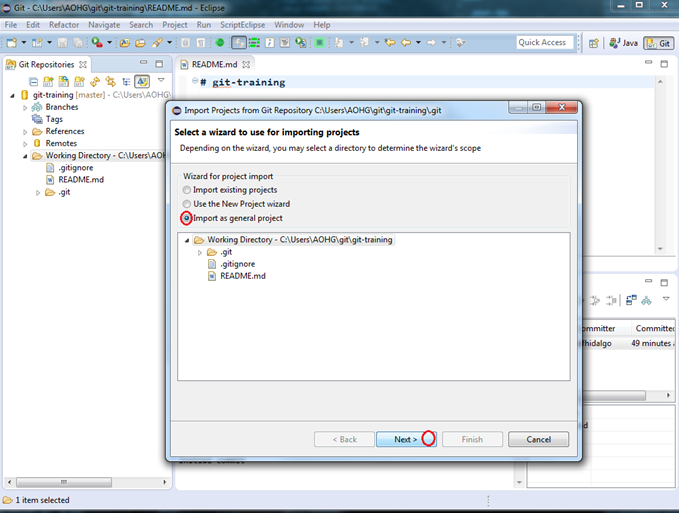 Git - C:\Users\AOHG\git\git-training\README.md - Eclipse
File Edit Refactor Navigate Search Project Run ScriptEclipse Window Help
Quick Access
Java
Git
Git Repositories
git-training [master] - C:\Users\AOHG\g
Branches
Tags
References
Remotes
Working Directory - C:\Users\AOH
.gitignore
README.md
.git
README.md
# git-training
Import Projects from Git Repository C:\Users\AOHG\git\git-training\.git
Select a wizard to use for importing projects
Depending on the wizard, you may select a directory to determine the wizard's scope
Wizard for project import
Import existing projects
Use the New Project wizard
Import as general project
Working Directory - C:\Users\AOHG\git\git-training
.git
.gitignore
README.md
< Back Next > Finish Cancel
ommitter Committed
fhidalgo 49 minutes
1 item selected